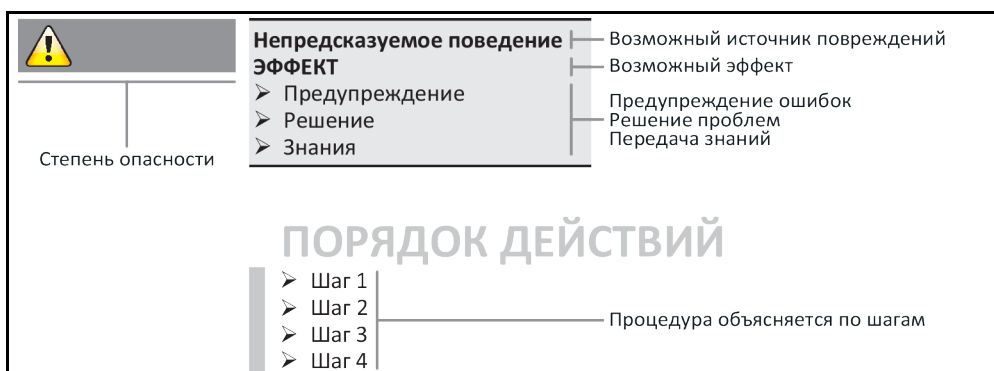 Непредсказуемое поведение
ЭФФЕКТ
➢ Предупреждение
➢ Решение
➢ Знания
Возможный источник повреждений
Возможный эффект
Предупреждение ошибок
Решение проблем
Передача знаний
Степень опасности
ПОРЯДОК ДЕЙСТВИЙ
➢ Шаг 1
➢ Шаг 2
➢ Шаг 3
➢ Шаг 4
Процедура объясняется по шагам